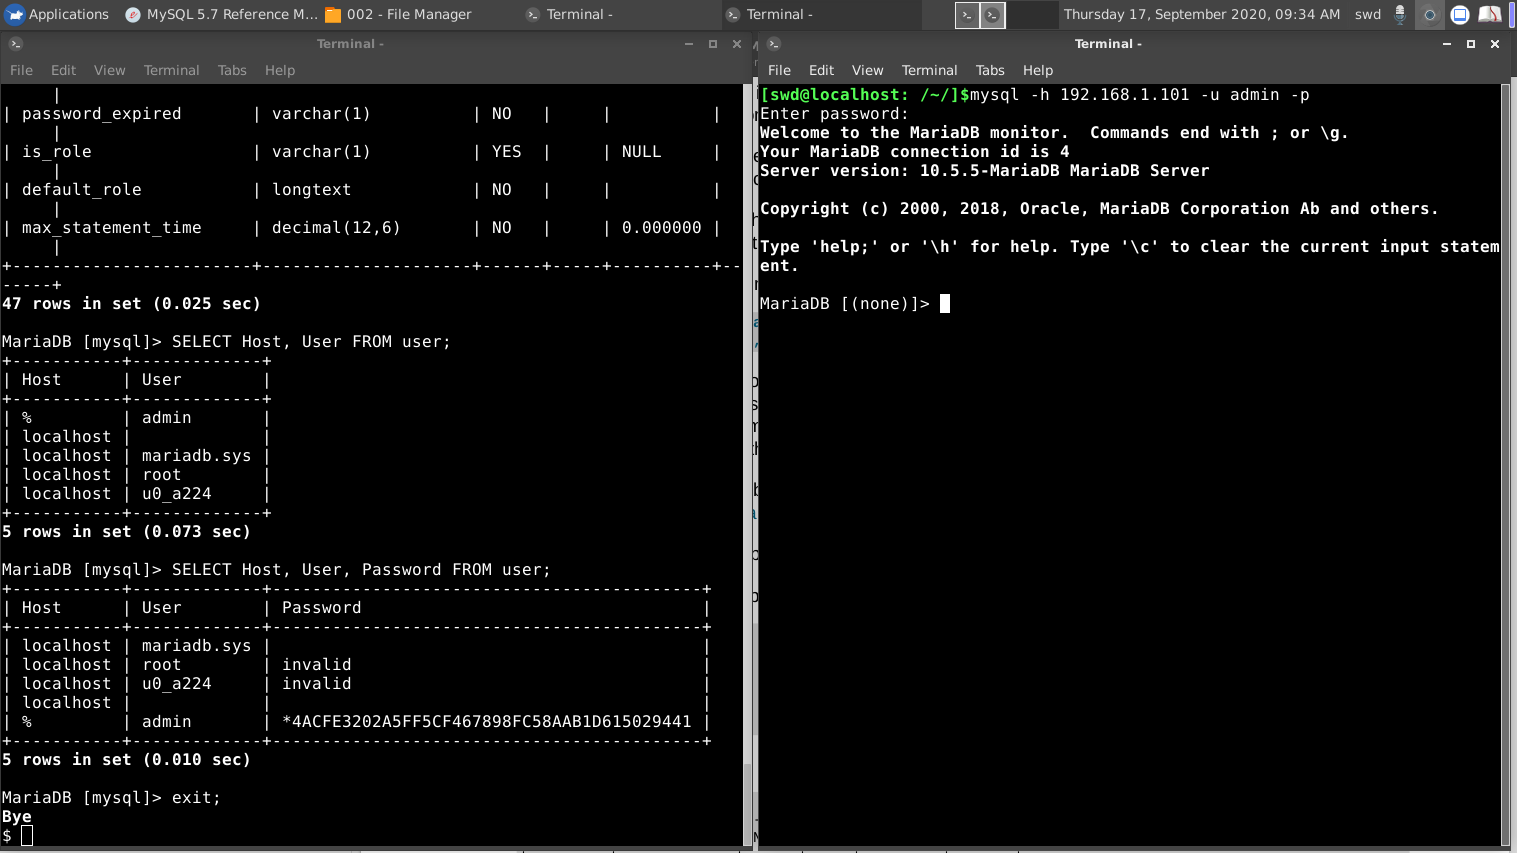 Applications
MySQL 5.7 Reference M...
002 - File Manager
Terminal -
Terminal -
Thursday 17, September 2020, 09:34 AM
swd
Terminal -
File Edit View Terminal Tabs Help
|
| password_expired       | varchar(1)          | NO   |     |          |
|
| is_role                | varchar(1)          | YES  |     | NULL     |
|
| default_role           | longtext            | NO   |     |          |
|
| max_statement_time     | decimal(12,6)       | NO   |     | 0.000000 |
|
+------------------------+---------------------+------+-----+----------+--
-----+
47 rows in set (0.025 sec)
MariaDB [mysql]> SELECT Host, User FROM user;
+-----------+-------------+
| Host      | User        |
+-----------+-------------+
| %         | admin       |
| localhost |             |
| localhost | mariadb.sys |
| localhost | root        |
| localhost | u0_a224     |
+-----------+-------------+
5 rows in set (0.073 sec)
MariaDB [mysql]> SELECT Host, User, Password FROM user;
+-----------+-------------+-------------------------------------------+
| Host      | User        | Password                                  |
+-----------+-------------+-------------------------------------------+
| localhost | mariadb.sys |                                           |
| localhost | root        | invalid                                   |
| localhost | u0_a224     | invalid                                   |
| localhost |             |                                           |
| %         | admin       | *4ACFE3202A5FF5CF467898FC58AAB1D615029441 |
+-----------+-------------+-------------------------------------------+
5 rows in set (0.010 sec)
MariaDB [mysql]> exit;
Bye
$
Terminal -
File Edit View Terminal Tabs Help
[swd@localhost: /~/]$mysql -h 192.168.1.101 -u admin -p
Enter password:
Welcome to the MariaDB monitor.  Commands end with ; or \g.
Your MariaDB connection id is 4
Server version: 10.5.5-MariaDB MariaDB Server
Copyright (c) 2000, 2018, Oracle, MariaDB Corporation Ab and others.
Type 'help;' or '\h' for help. Type '\c' to clear the current input statem
ent.
MariaDB [(none)]>